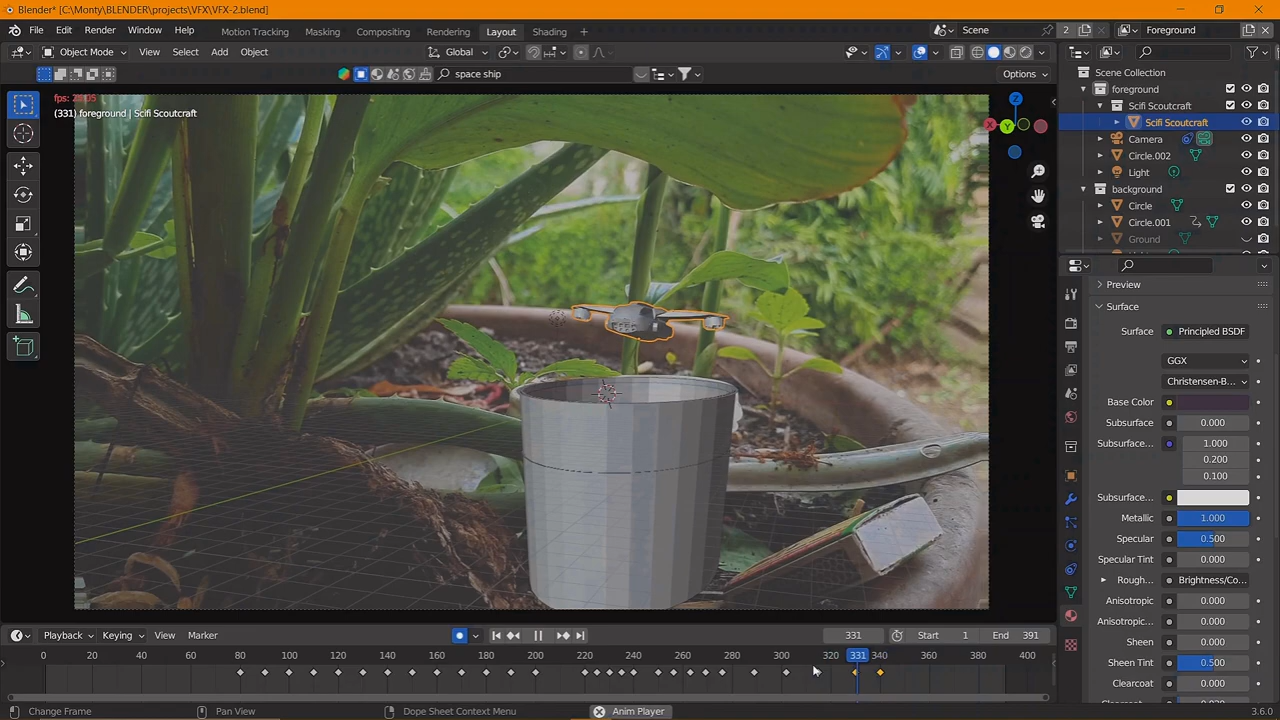 Blender* [C:\Monty\BLENDER\scifi\projects\VFX\VFX-2.blend]
File Edit Render Window Help Motion Tracking Masking Compositing Rendering Layout Shading + Scene 2 Foreground
Object Mode View Select Add Object Global
space ship Options
fps:
(331) foreground | Scifi Scoutcraft
Z
X
Y
Scene Collection
foreground
Scifi Scoutcraft
Scifi Scoutcraft
Camera
Circle.002
Light
background
Circle
Circle.001
Ground
Preview
Surface
Surface Principled BSDF
GGX
Christensen-B...
Base Color
Subsurface 0.000
Subsurface... 1.000
0.200
0.100
Subsurface...
Metallic 1.000
Specular 0.500
Specular Tint 0.000
Rough... Brightness/Co...
Anisotropic 0.000
Anisotropic... 0.000
Sheen 0.000
Sheen Tint 0.500
Clearcoat 0.000
Playback Keying View Marker 331 Start 1 End 391
0 20 40 60 80 100 120 140 160 180 200 220 240 260 280 300 320 331 340 360 380 400
Change Frame Pan View Dope Sheet Context Menu Anim Player 3.6.0